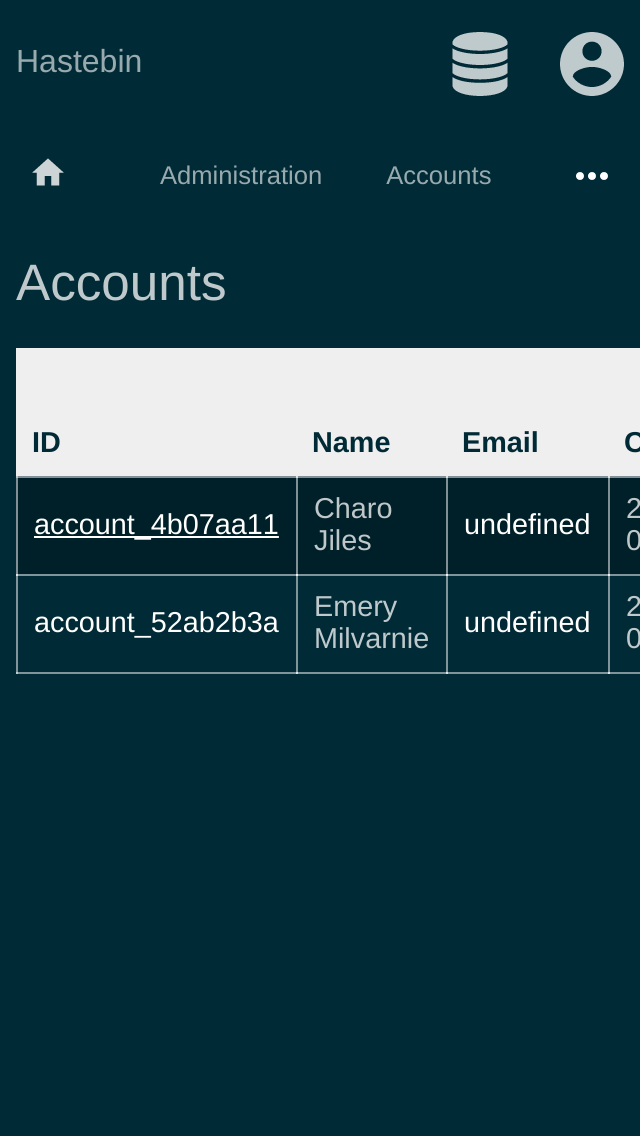 Hastebin
Administration Accounts
Accounts
ID Name Email C
account_4b07aa11 Charo Jiles undefined 2 0
account_52ab2b3a Emery Milvarnie undefined 2 0